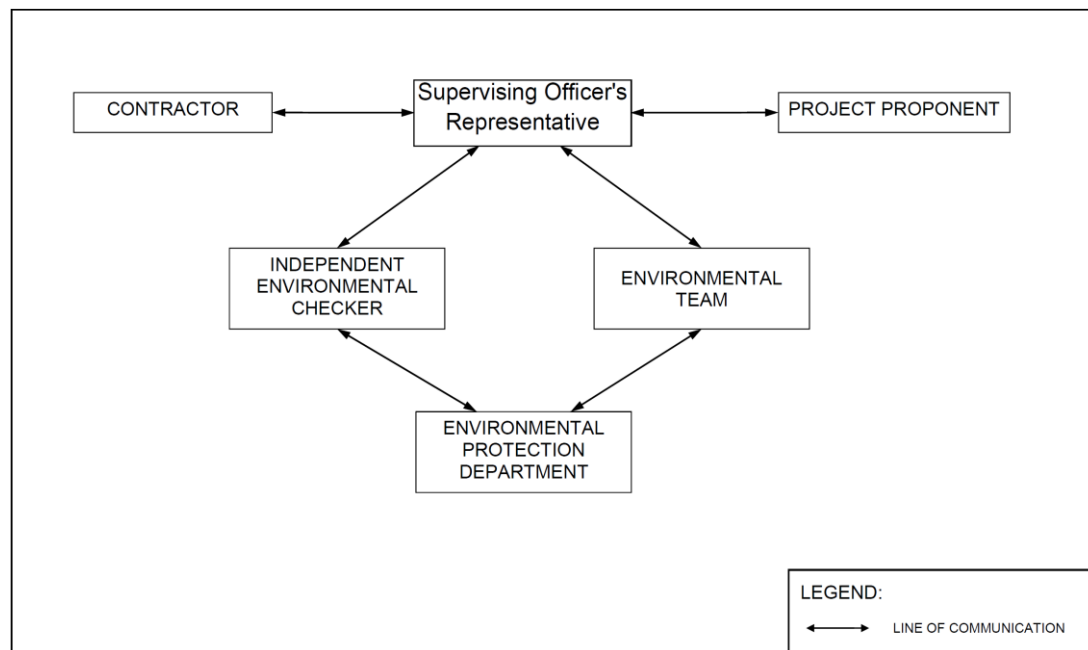 CONTRACTOR
Supervising Officer's
Representative
PROJECT PROPONENT
INDEPENDENT
ENVIRONMENTAL
CHECKER
ENVIRONMENTAL
TEAM
ENVIRONMENTAL
PROTECTION
DEPARTMENT
LEGEND:
LINE OF COMMUNICATION